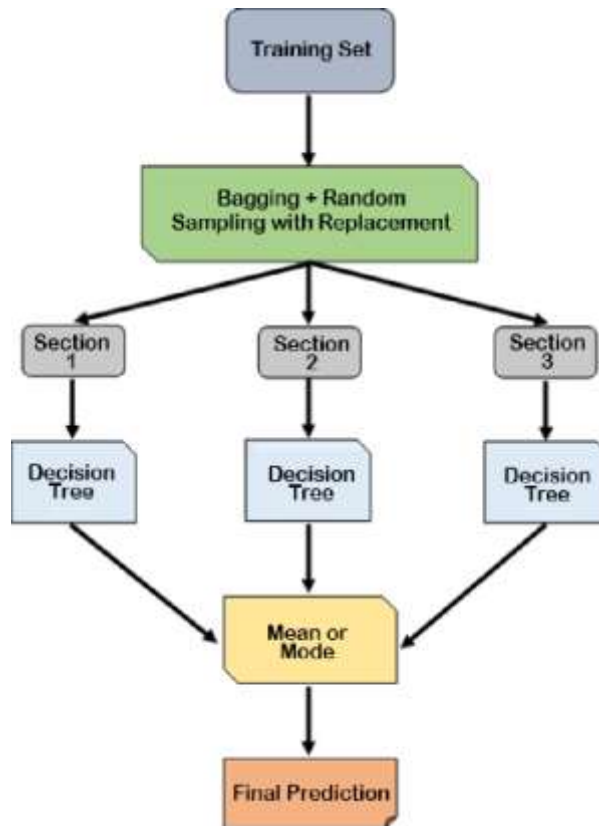 Training Set
Bagging + Random
Sampling with Replacement
Section
1
Section
2
Section
3
Decision
Tree
Decision
Tree
Decision
Tree
Mean or
Mode
Final Prediction